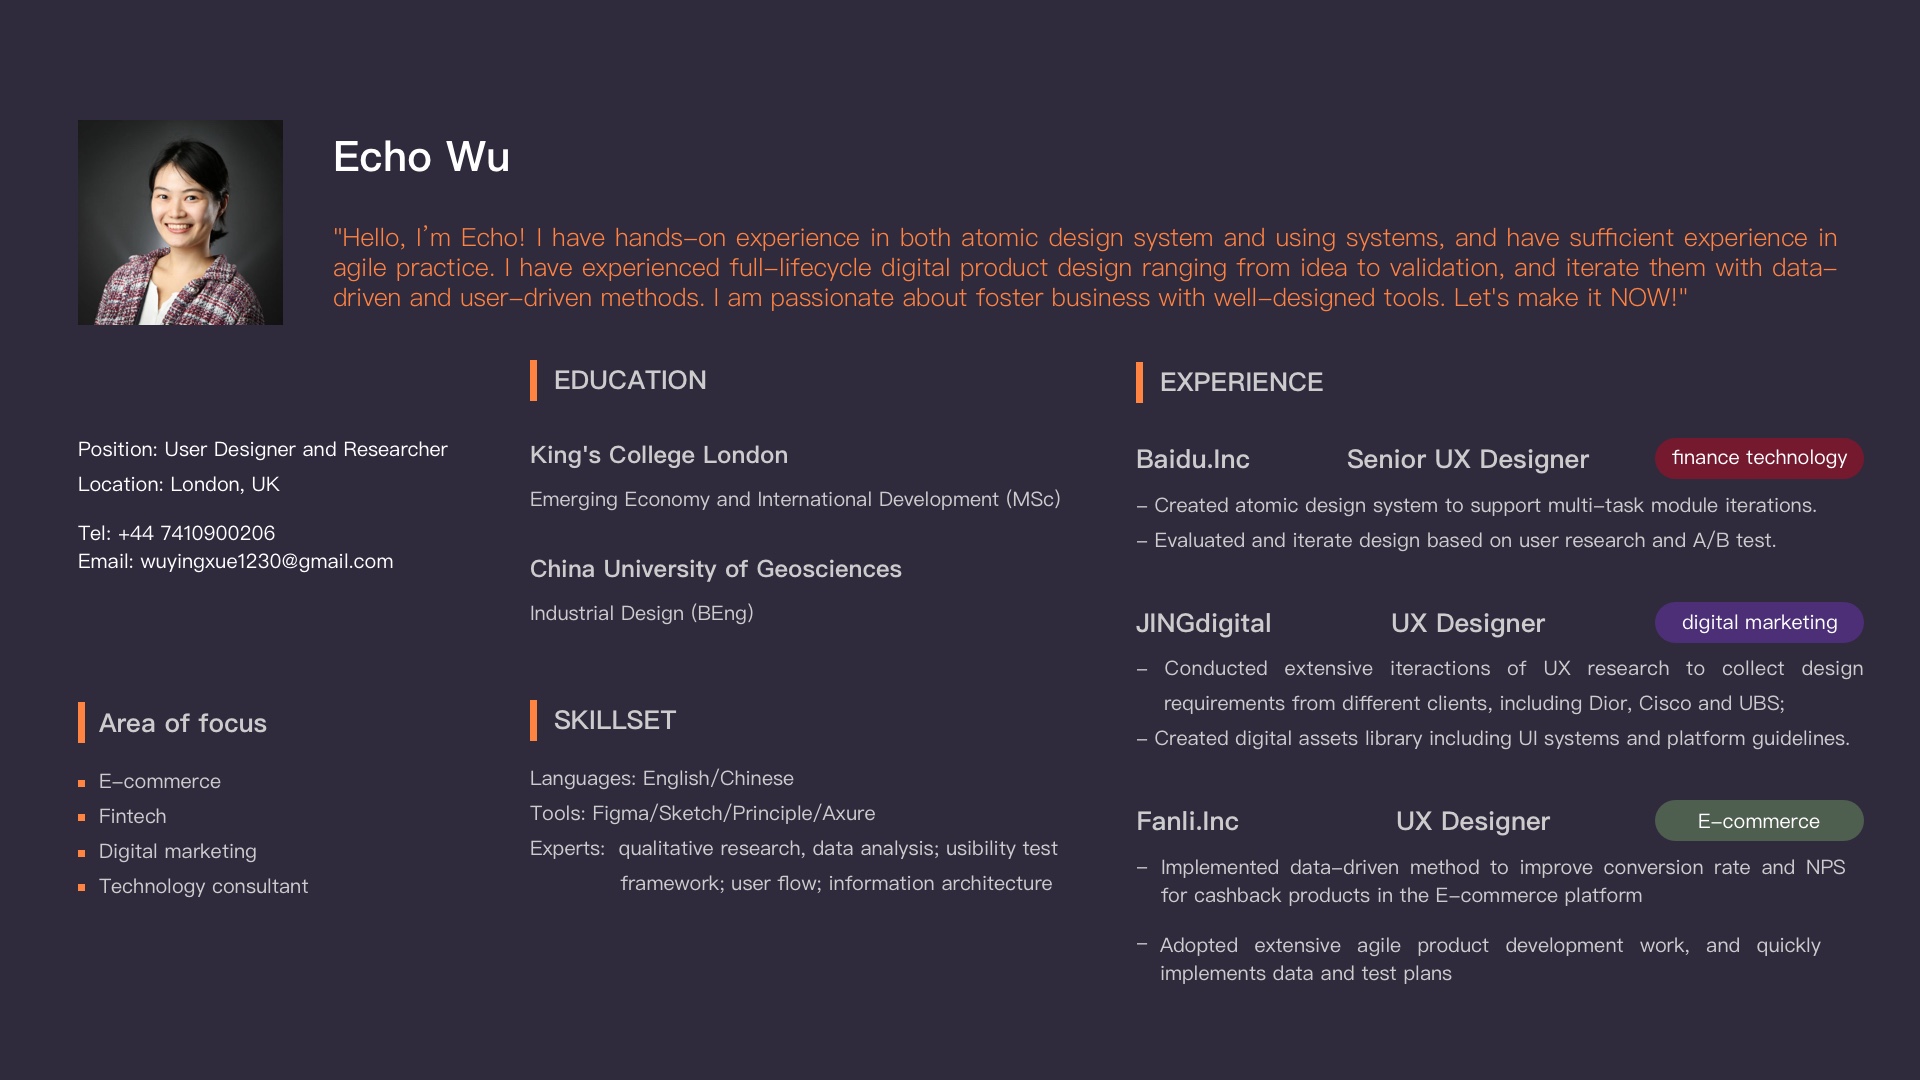 Echo Wu
"Hello, I’m Echo! I have hands-on experience in both atomic design system and using systems, and have sufficient experience in
agile practice. I have experienced full-lifecycle digital product design ranging from idea to validation, and iterate them with data-
driven and user-driven methods. I am passionate about foster business with well-designed tools. Let's make it NOW!"
Position: User Designer and Researcher
Location: London, UK
Tel: +44 7410900206
Email: wuyingxue1230@gmail.com
Area of focus
E-commerce
Fintech
Digital marketing
Technology consultant
EDUCATION
King's College London
Emerging Economy and International Development (MSc)
China University of Geosciences
Industrial Design (BEng)
SKILLSET
Languages: English/Chinese
Tools: Figma/Sketch/Principle/Axure
Experts: qualitative research, data analysis; usibility test
framework; user flow; information architecture
EXPERIENCE
Baidu.Inc Senior UX Designer finance technology
- Created atomic design system to support multi-task module iterations.
- Evaluated and iterate design based on user research and A/B test.
JINGdigital UX Designer digital marketing
- Conducted extensive iteractions of UX research to collect design
requirements from different clients, including Dior, Cisco and UBS;
- Created digital assets library including UI systems and platform guidelines.
Fanli.Inc UX Designer E-commerce
- Implemented data-driven method to improve conversion rate and NPS
for cashback products in the E-commerce platform
- Adopted extensive agile product development work, and quickly
implements data and test plans